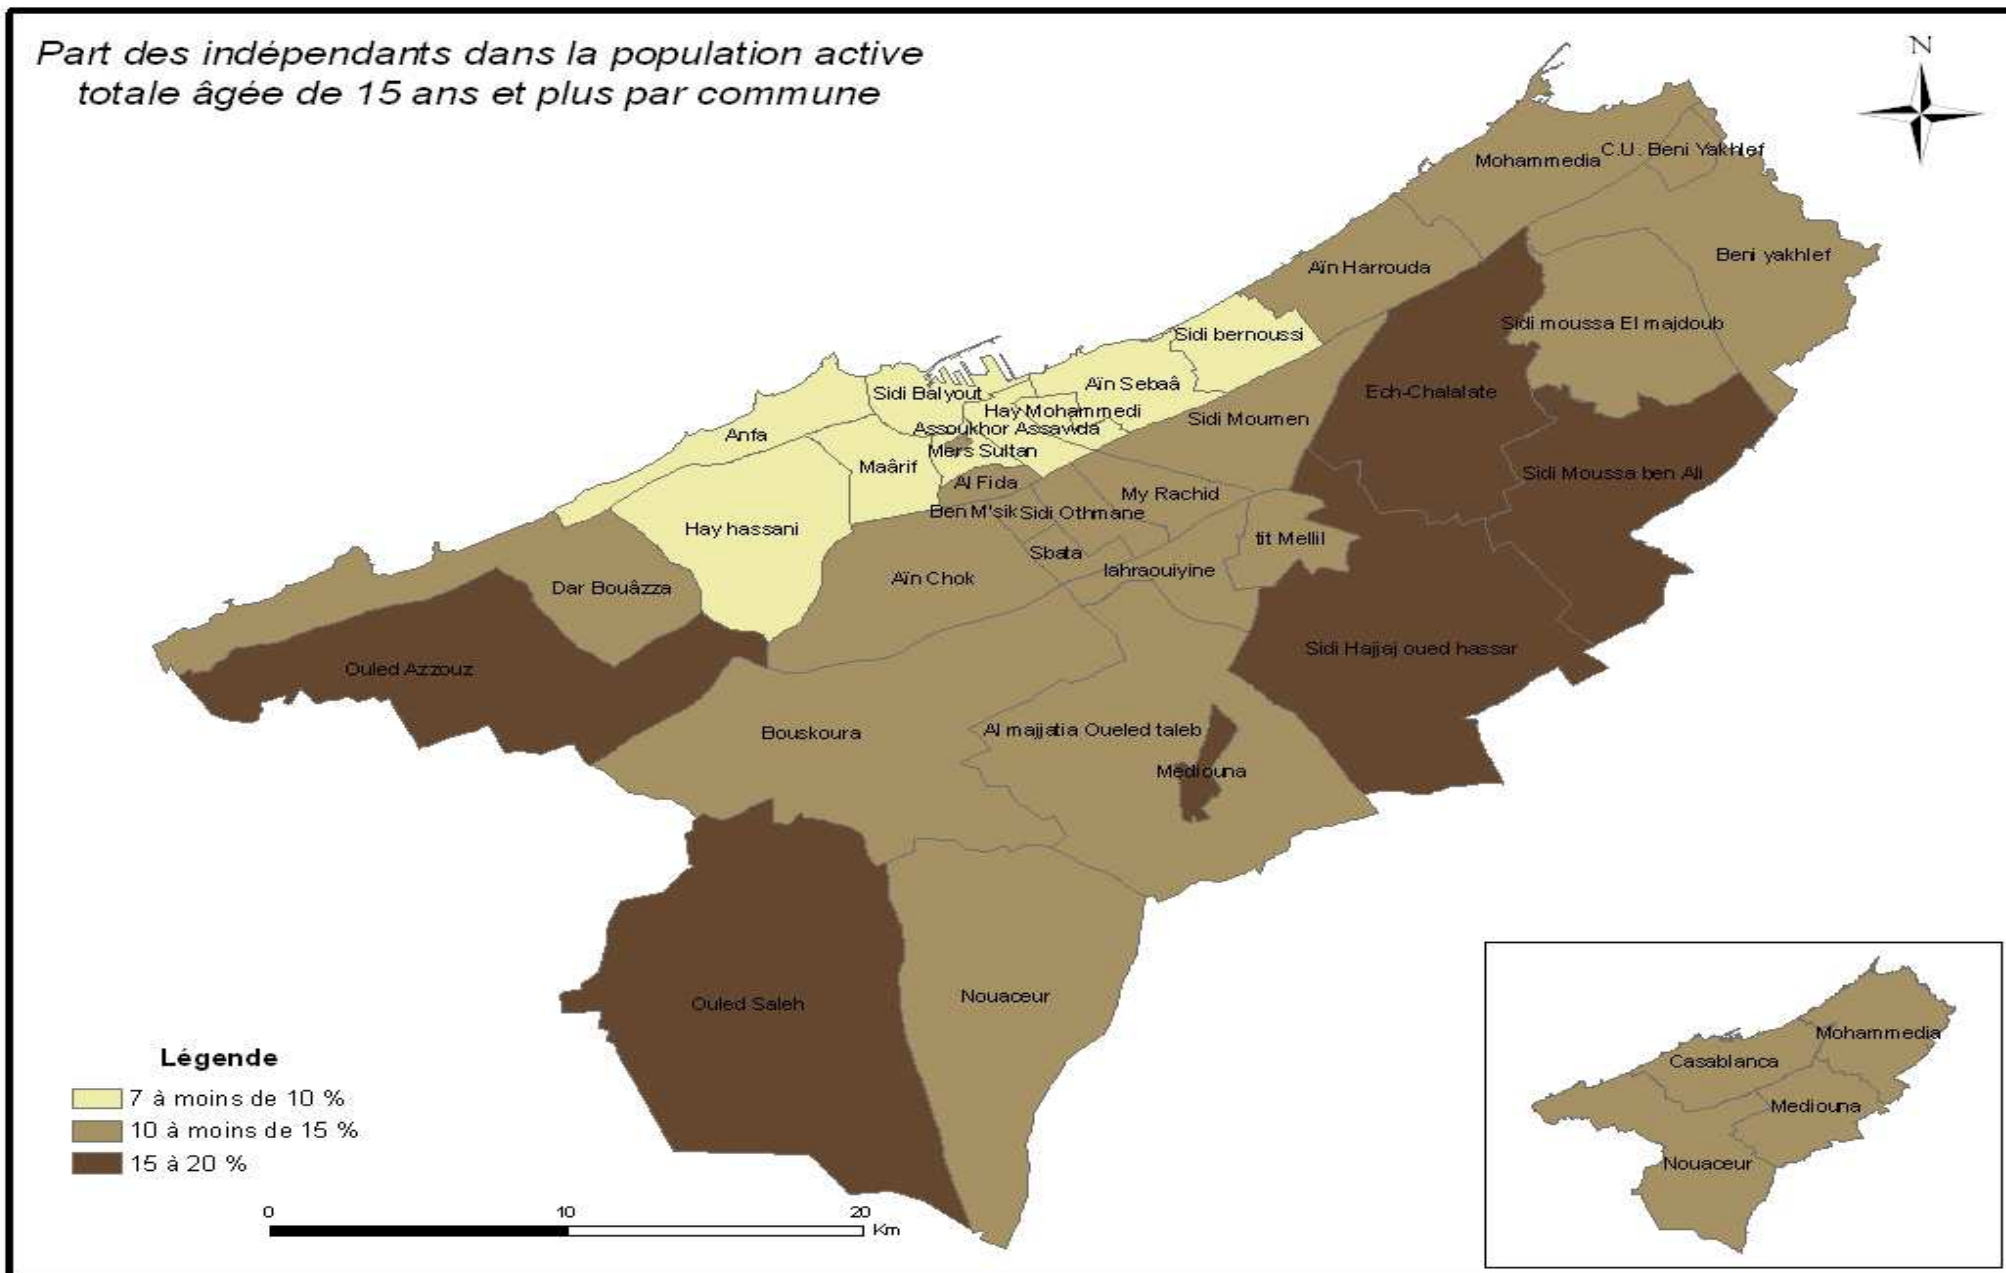 Part des indépendants dans la population active
totale âgée de 15 ans et plus par commune
N
Mohammedia
C.U. Beni Yakhlef
Beni yakhlef
Aïn Harrouda
Sidi moussa El majdoub
Sidi bernoussi
Ech-Chalalate
Aïn Sebaâ
Sidi Balyout
Hay Mohammedi
Sidi Moumen
Assoukhor Assawda
Anfa
Mers Sultan
Maârif
Sidi Moussa ben Ali
Al Fida
My Rachid
Ben M'sik
Sidi Othmane
Hay hassani
tit Mellil
Sbata
lahraouiyine
Aïn Chok
Dar Bouâzza
Sidi Hajjaj oued hassar
Ouled Azzouz
Bouskoura
Al majjatia Oueled taleb
Mediouna
Nouaceur
Ouled Saleh
Légende
7 à moins de 10 %
10 à moins de 15 %
15 à 20 %
0 10 20
Km
Mohammedia
Casablanca
Mediouna
Nouaceur